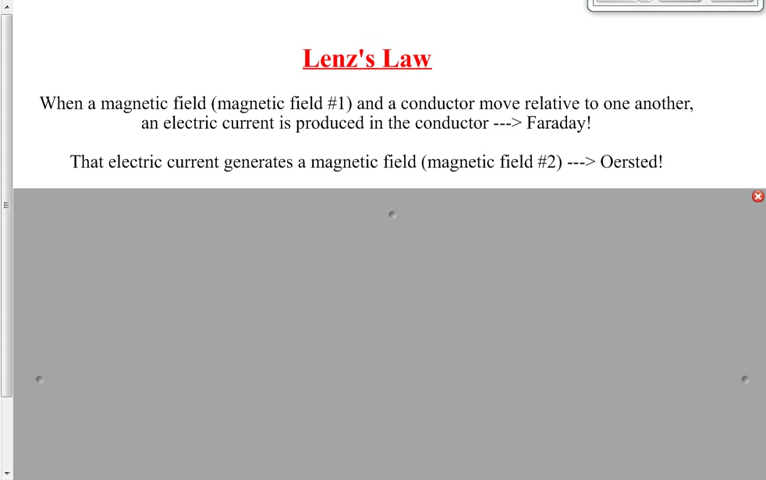 Lenz's Law
When a magnetic field (magnetic field #1) and a conductor move relative to one another,
an electric current is produced in the conductor ---> Faraday!
That electric current generates a magnetic field (magnetic field #2) ---> Oersted!